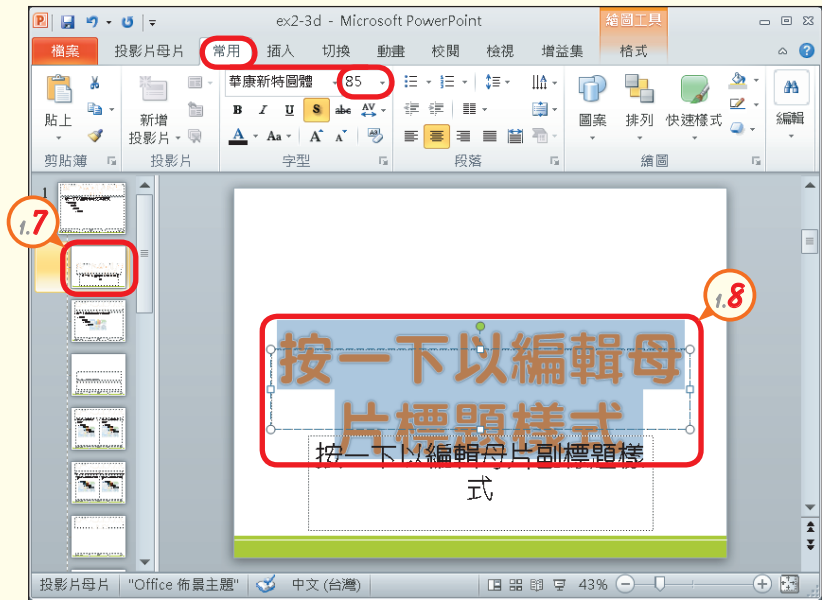 ex2-3d - Microsoft PowerPoint
繪圖工具
檔案 投影片母片 常用 插入 切換 動畫 校閱 檢視 增益集 格式
華康新特圓體 85
B I U S abc AV
A Aa A A
貼上 新增投影片 圖案 排列 快速樣式 編輯
剪貼簿 投影片 字型 段落 繪圖
1
1.7
1.8
按一下以編輯母
片標題樣式
按一下以編輯母片副標題樣
式
投影片母片 "Office 佈景主題" 中文 (台灣) 43%